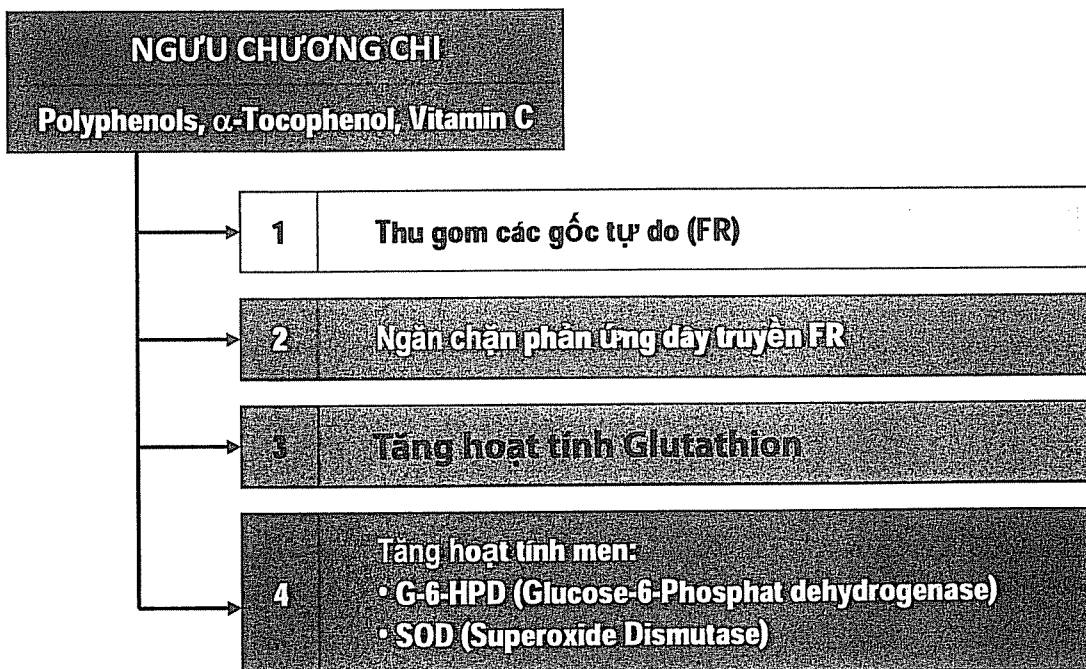 NGƯU CHƯƠNG CHI
Polyphenols, α-Tocophenol, Vitamin C
1 Thu gom các gốc tự do (FR)
2 Ngăn chặn phản ứng dây truyền FR
3 Tăng hoạt tính Glutathion
4 Tăng hoạt tính men:
• G-6-HPD (Glucose-6-Phosphat dehydrogenase)
• SOD (Superoxide Dismutase)